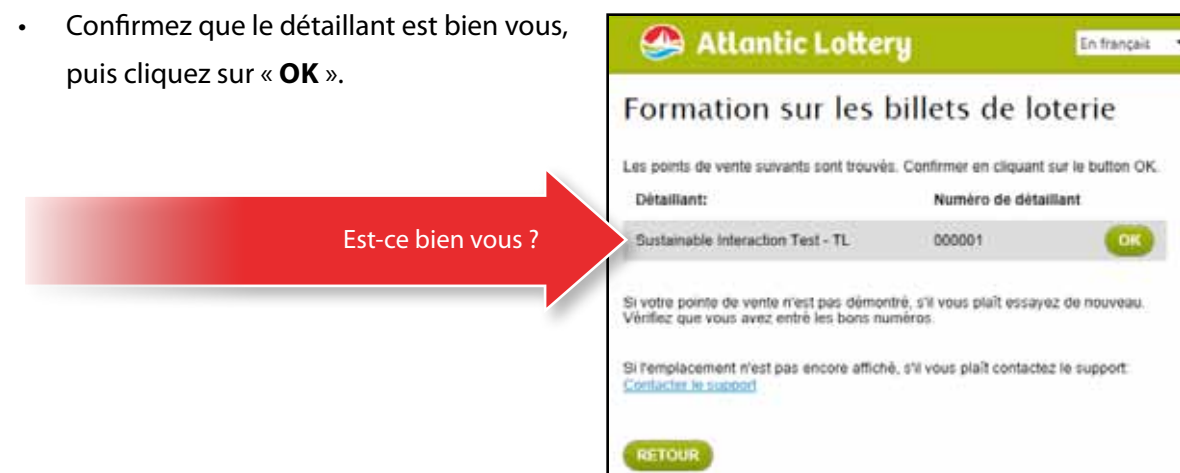 • Confirmez que le détaillant est bien vous,
puis cliquez sur « OK ».
Est-ce bien vous ?
Atlantic Lottery
En français
Formation sur les billets de loterie
Les points de vente suivants sont trouvés. Confirmer en cliquant sur le button OK.
Détaillant: Numéro de détaillant
Sustainable Interaction Test - TL 000001 OK
Si votre pointe de vente n'est pas démontré, s'il vous plaît essayez de nouveau.
Vérifiez que vous avez entré les bons numéros.
Si l'emplacement n'est pas encore affiché, s'il vous plaît contactez le support:
Contacter le support
RETOUR